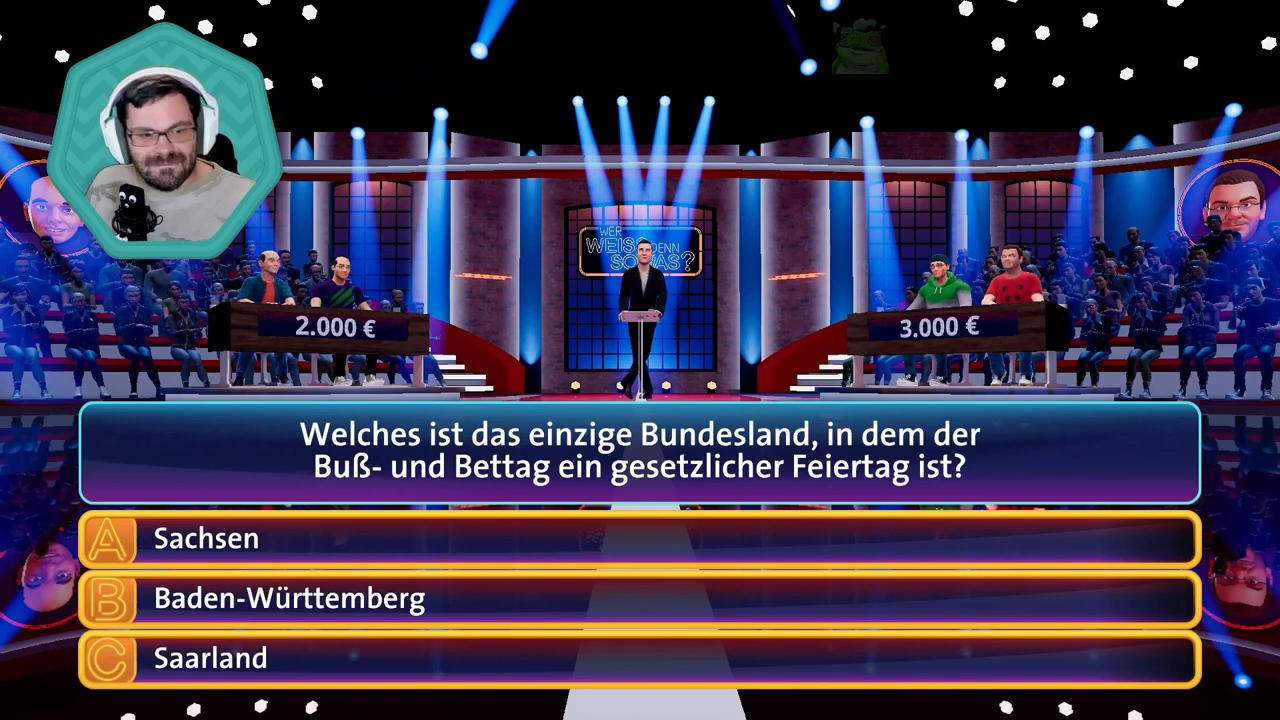 WER
WEISS DENN
SOWAS?
2.000 €
3.000 €
Welches ist das einzige Bundesland, in dem der
Buß- und Bettag ein gesetzlicher Feiertag ist?
A Sachsen
B Baden-Württemberg
C Saarland